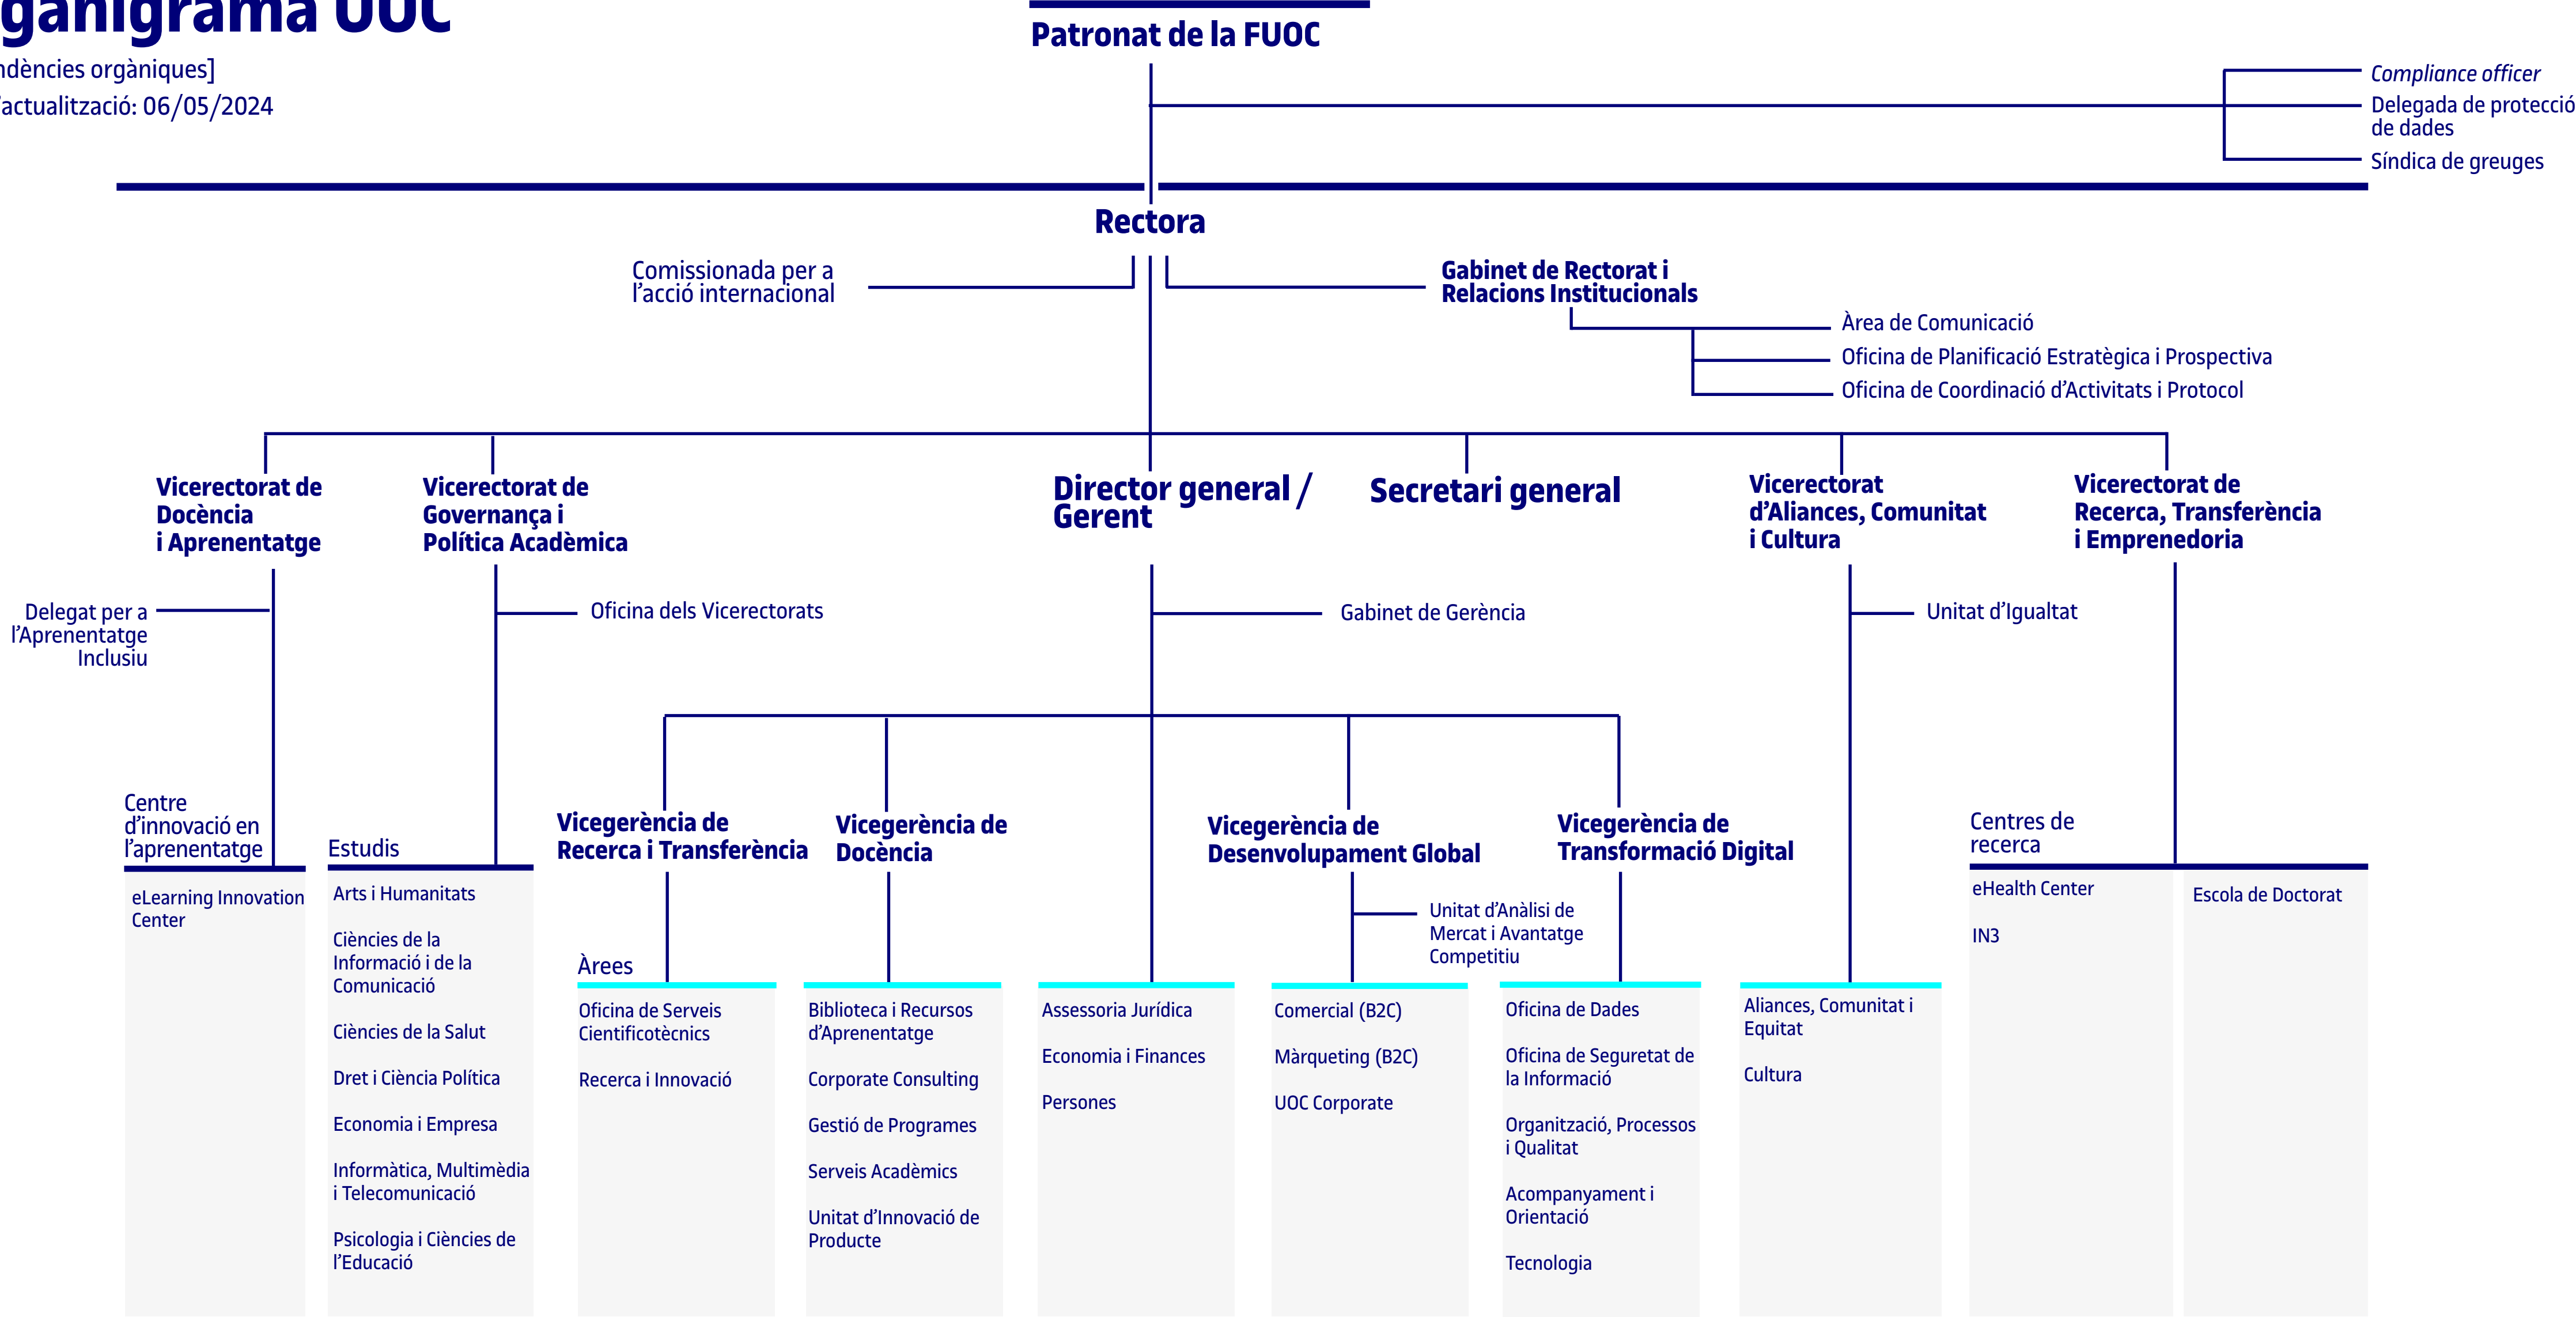 ganigrama UOC
ndències orgàniques]
'actualització: 06/05/2024
Patronat de la FUOC
Compliance officer
Delegada de protecció
de dades
Síndica de greuges
Rectora
Comissionada per a
l'acció internacional
Gabinet de Rectorat i
Relacions Institucionals
Àrea de Comunicació
Oficina de Planificació Estratègica i Prospectiva
Oficina de Coordinació d'Activitats i Protocol
Vicerectorat de
Docència
i Aprenentatge
Vicerectorat de
Governança i
Política Acadèmica
Director general /
Gerent
Secretari general
Vicerectorat
d'Aliances, Comunitat
i Cultura
Vicerectorat de
Recerca, Transferència
i Emprenedoria
Delegat per a
l'Aprenentatge
Inclusiu
Oficina dels Vicerectorats
Gabinet de Gerència
Unitat d'Igualtat
Centre
d'innovació en
l'aprenentatge
eLearning Innovation
Center
Estudis
Arts i Humanitats
Ciències de la
Informació i de la
Comunicació
Ciències de la Salut
Dret i Ciència Política
Economia i Empresa
Informàtica, Multimèdia
i Telecomunicació
Psicologia i Ciències de
l'Educació
Vicegerència de
Recerca i Transferència
Àrees
Oficina de Serveis
Cientificotècnics
Recerca i Innovació
Vicegerència de
Docència
Biblioteca i Recursos
d'Aprenentatge
Corporate Consulting
Gestió de Programes
Serveis Acadèmics
Unitat d'Innovació de
Producte
Assessoria Jurídica
Economia i Finances
Persones
Vicegerència de
Desenvolupament Global
Unitat d'Anàlisi de
Mercat i Avantatge
Competitiu
Comercial (B2C)
Màrqueting (B2C)
UOC Corporate
Vicegerència de
Transformació Digital
Oficina de Dades
Oficina de Seguretat de
la Informació
Organització, Processos
i Qualitat
Acompanyament i
Orientació
Tecnologia
Aliances, Comunitat i
Equitat
Cultura
Centres de
recerca
eHealth Center
IN3
Escola de Doctorat